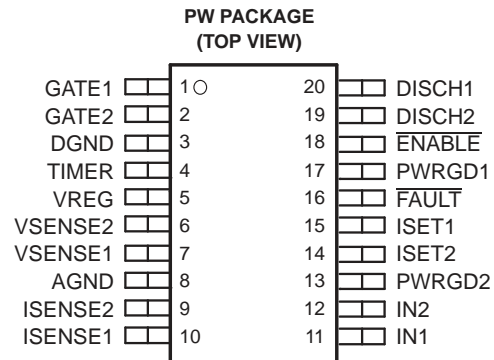 PW PACKAGE
(TOP VIEW)
GATE1 1 20 DISCH1
GATE2 2 19 DISCH2
DGND 3 18 ENABLE
TIMER 4 17 PWRGD1
VREG 5 16 FAULT
VSENSE2 6 15 ISET1
VSENSE1 7 14 ISET2
AGND 8 13 PWRGD2
ISENSE2 9 12 IN2
ISENSE1 10 11 IN1